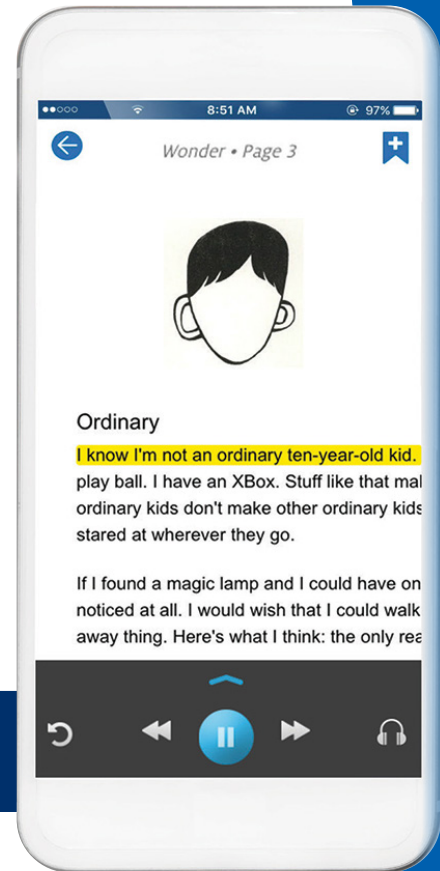 8:51 AM
97%
Wonder • Page 3
Ordinary
I know I'm not an ordinary ten-year-old kid.
play ball. I have an XBox. Stuff like that mal
ordinary kids don't make other ordinary kids
stared at wherever they go.
If I found a magic lamp and I could have on
noticed at all. I would wish that I could walk
away thing. Here's what I think: the only rea